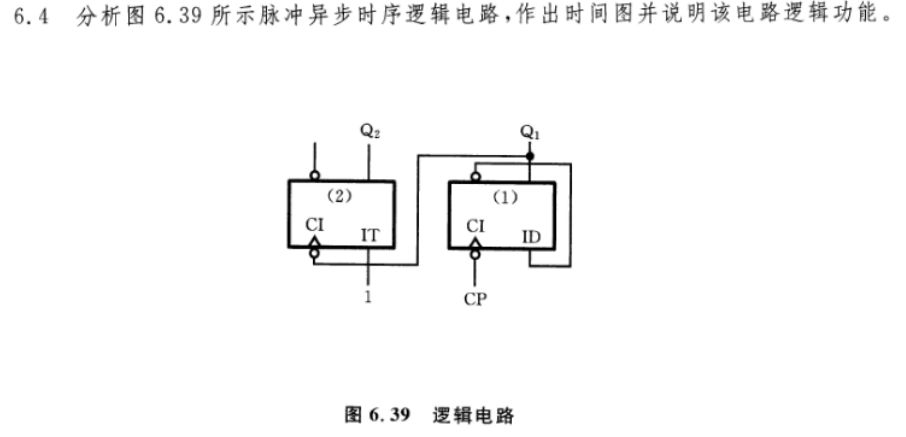 6.4 分析图 6.39 所示脉冲异步时序逻辑电路,作出时间图并说明该电路逻辑功能。
Q₂ Q₁
(2) (1)
CI IT CI ID
1 CP
图 6.39 逻辑电路